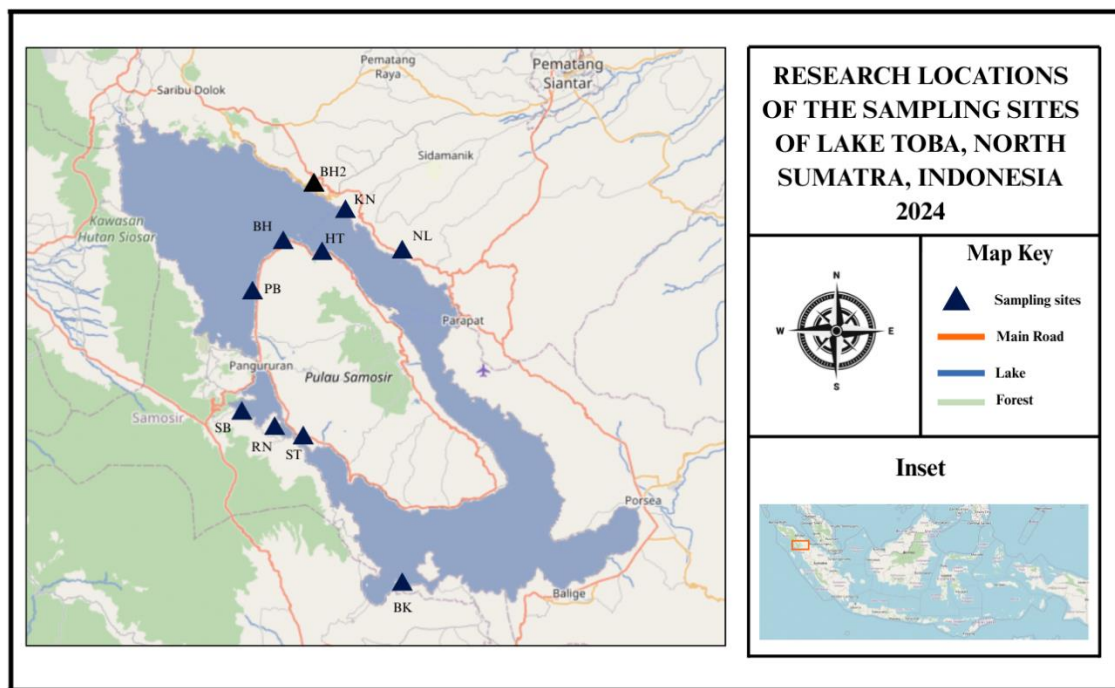 Pematang
Raya
Pematang
Siantar
Saribu Dolok
Sidamanik
BH2
KN
Kawasan
Hutan Siosar
BH
HT
NL
PB
Parapat
Pangururan
Pulau Samosir
Samosir
SB
RN
ST
Porsea
Balige
BK
RESEARCH LOCATIONS
OF THE SAMPLING SITES
OF LAKE TOBA, NORTH
SUMATRA, INDONESIA
2024
N
W
E
S
Map Key
Sampling sites
Main Road
Lake
Forest
Inset